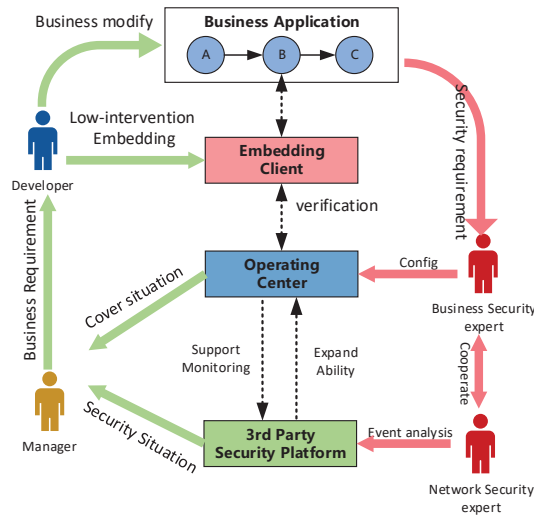 Business modify
Business Application
A
B
C
Low-intervention
Embedding
Security requirement
Developer
Embedding
Client
verification
Business Requirement
Cover situation
Operating
Center
Config
Business Security
expert
Support
Monitoring
Expand
Ability
Cooperate
Manager
Security Situation
3rd Party
Security Platform
Event analysis
Network Security
expert